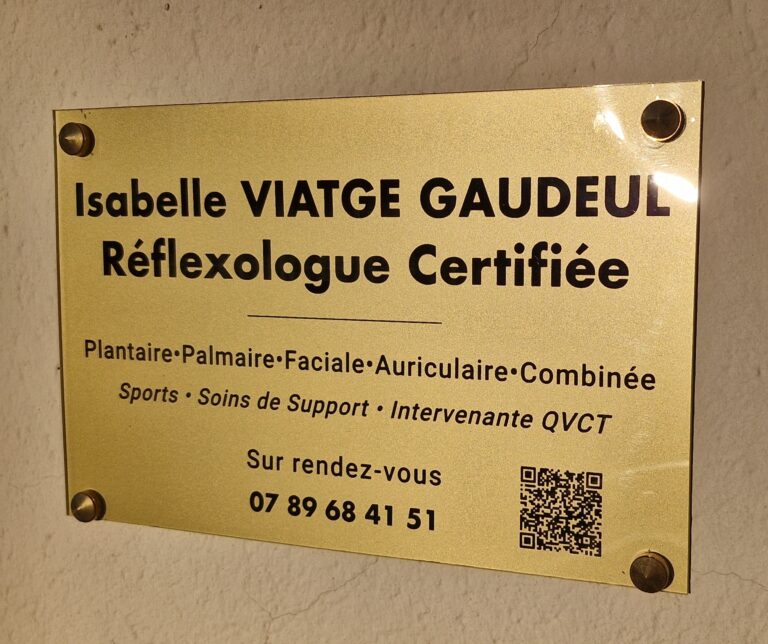 Isabelle VIATGE GAUDEUL
Réflexologue Certifiée
Plantaire•Palmaire•Faciale•Auriculaire•Combinée
Sports • Soins de Support • Intervenante QVCT
Sur rendez-vous
07 89 68 41 51